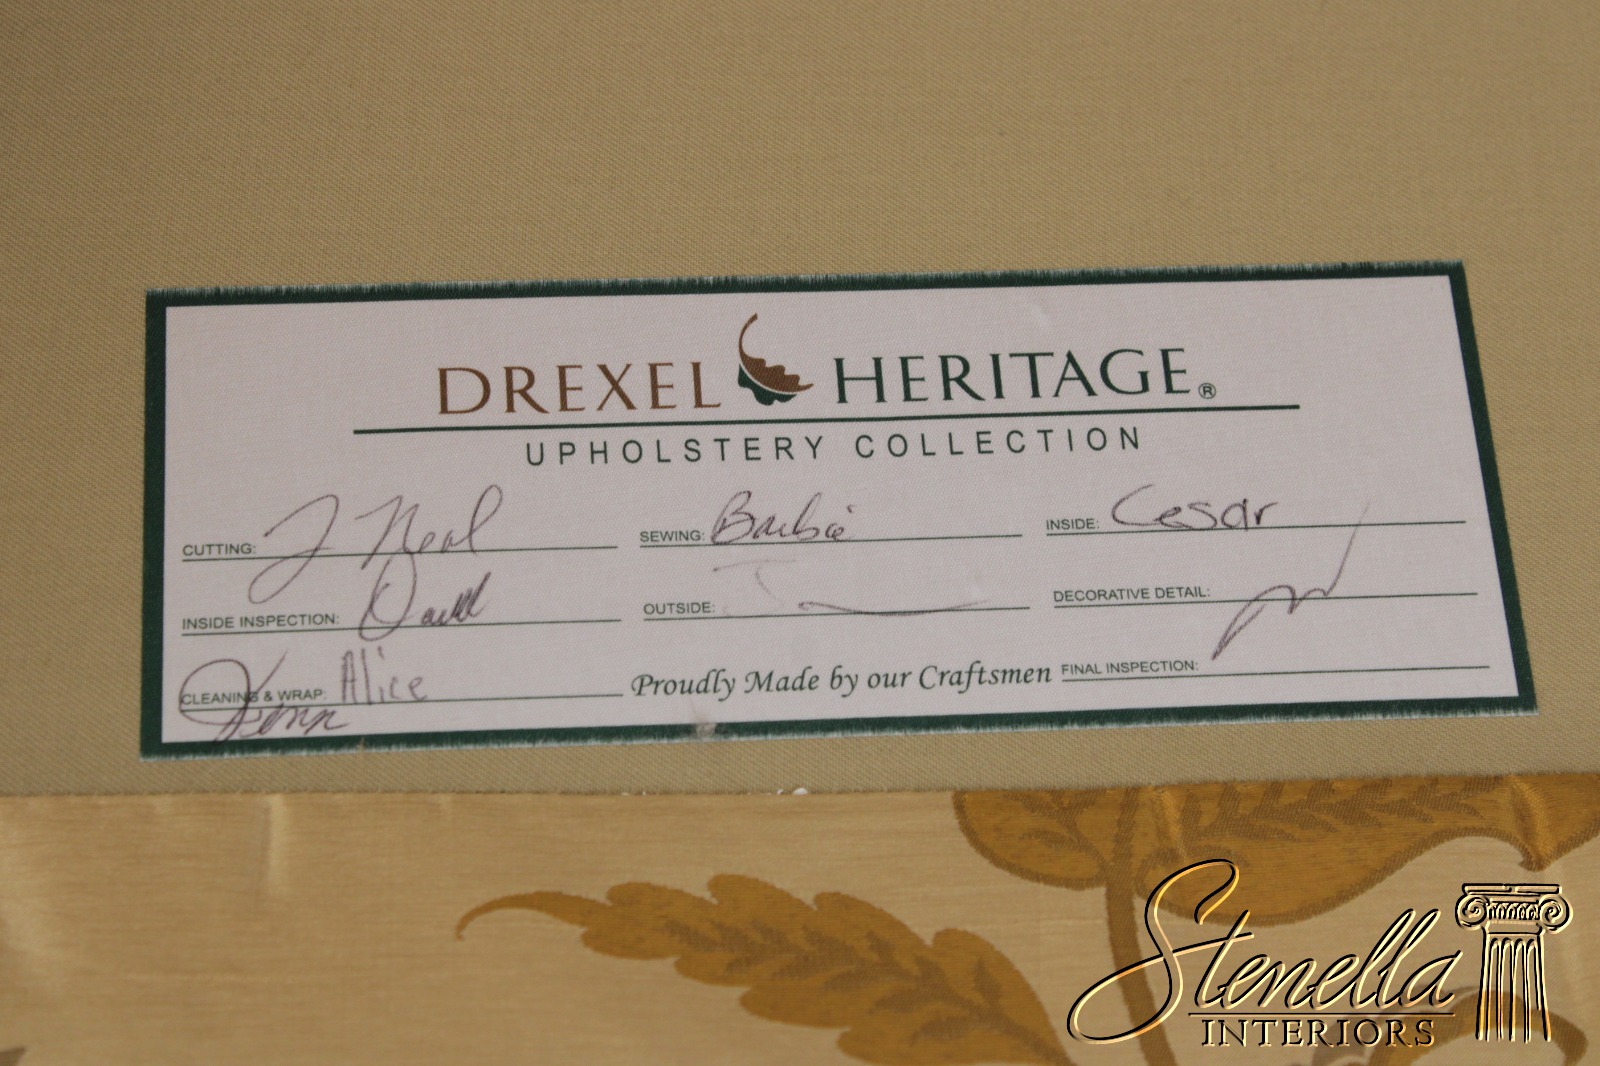 DREXEL HERITAGE®
UPHOLSTERY COLLECTION
CUTTING: J Neal SEWING: Barbie INSIDE: Cesar
INSIDE INSPECTION: David OUTSIDE: DECORATIVE DETAIL:
CLEANING & WRAP: Alice Proudly Made by our Craftsmen FINAL INSPECTION:
Stenella
INTERIORS